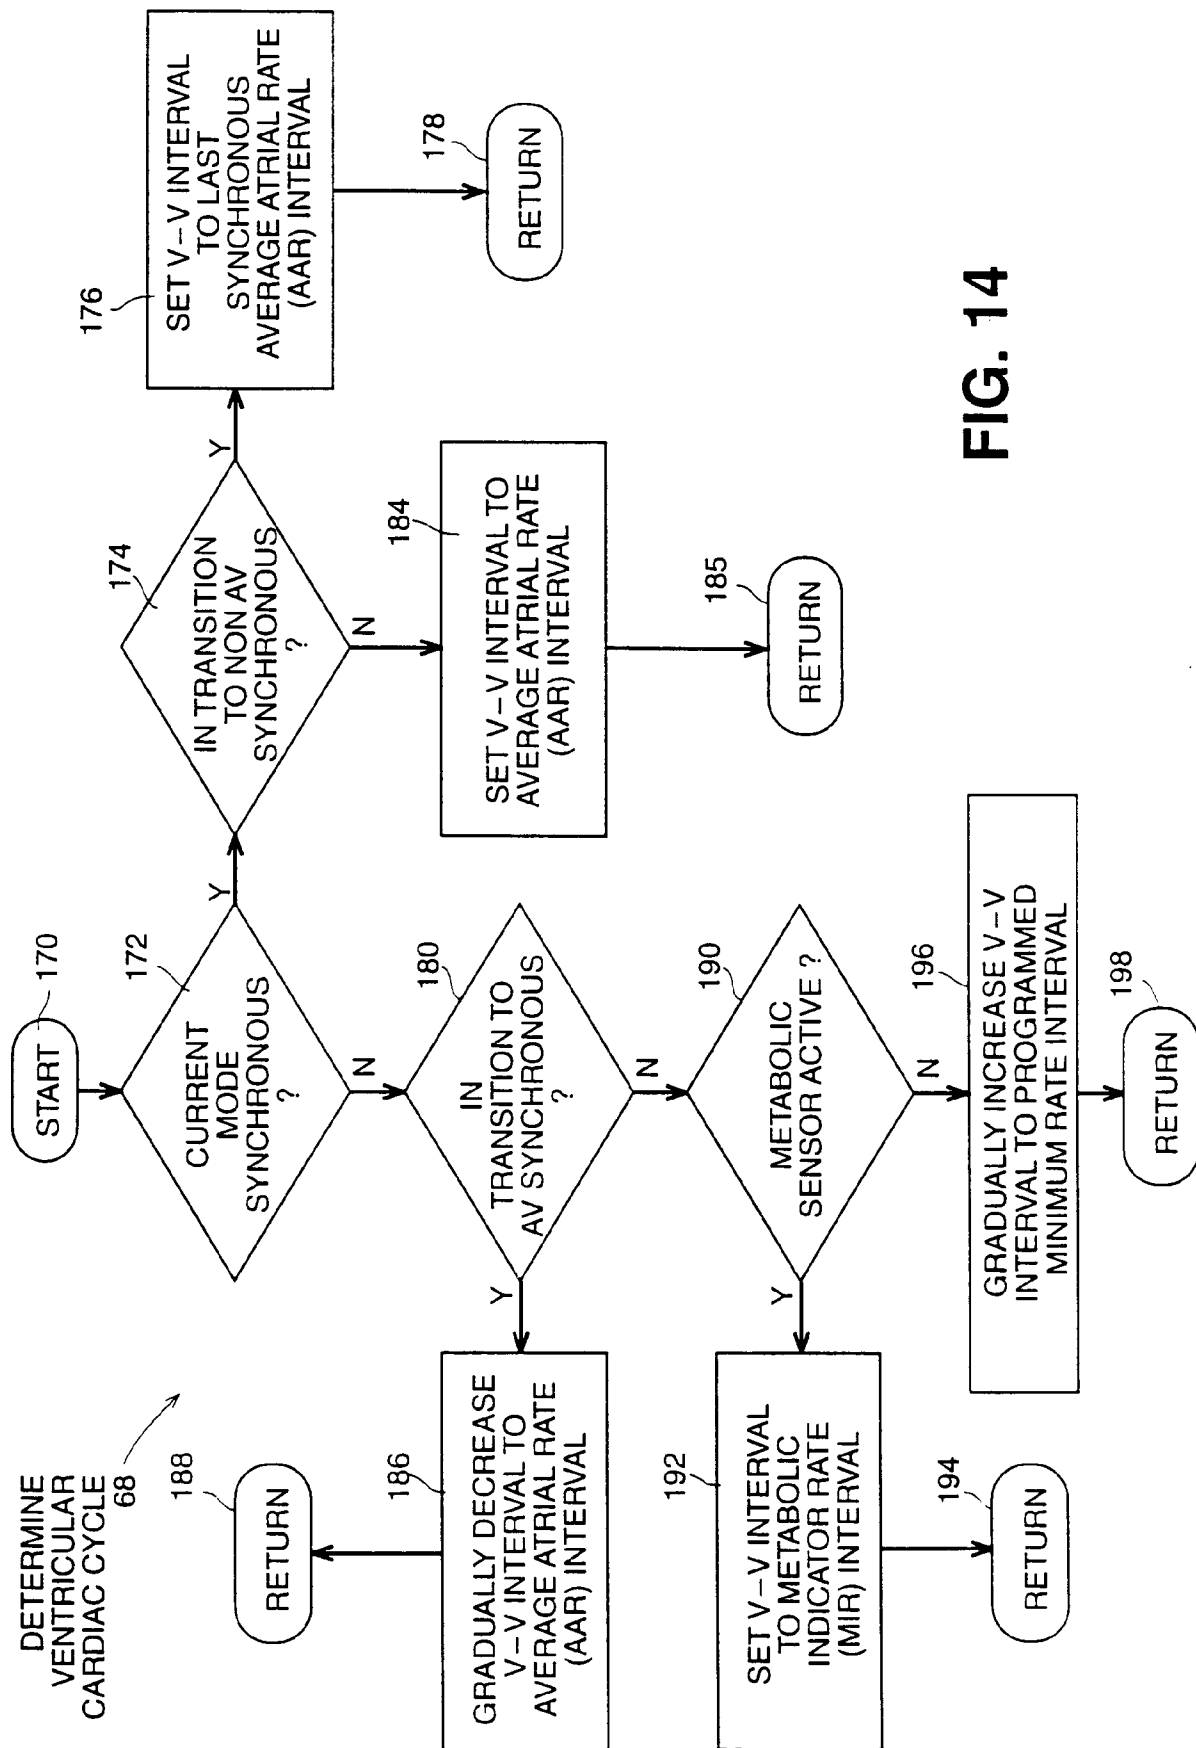 DETERMINE
VENTRICULAR
CARDIAC CYCLE
68
START
170
CURRENT
MODE
SYNCHRONOUS
?
172
Y
N
IN TRANSITION
TO NON AV
SYNCHRONOUS
?
174
Y
N
SET V-V INTERVAL
TO LAST
SYNCHRONOUS
AVERAGE ATRIAL RATE
(AAR) INTERVAL
176
RETURN
178
SET V-V INTERVAL TO
AVERAGE ATRIAL RATE
(AAR) INTERVAL
184
RETURN
185
IN
TRANSITION TO
AV SYNCHRONOUS
?
180
Y
N
GRADUALLY DECREASE
V-V INTERVAL TO
AVERAGE ATRIAL RATE
(AAR) INTERVAL
186
RETURN
188
METABOLIC
SENSOR ACTIVE ?
190
Y
N
SET V-V INTERVAL
TO METABOLIC
INDICATOR RATE
(MIR) INTERVAL
192
RETURN
194
GRADUALLY INCREASE V-V
INTERVAL TO PROGRAMMED
MINIMUM RATE INTERVAL
196
RETURN
198
FIG. 14